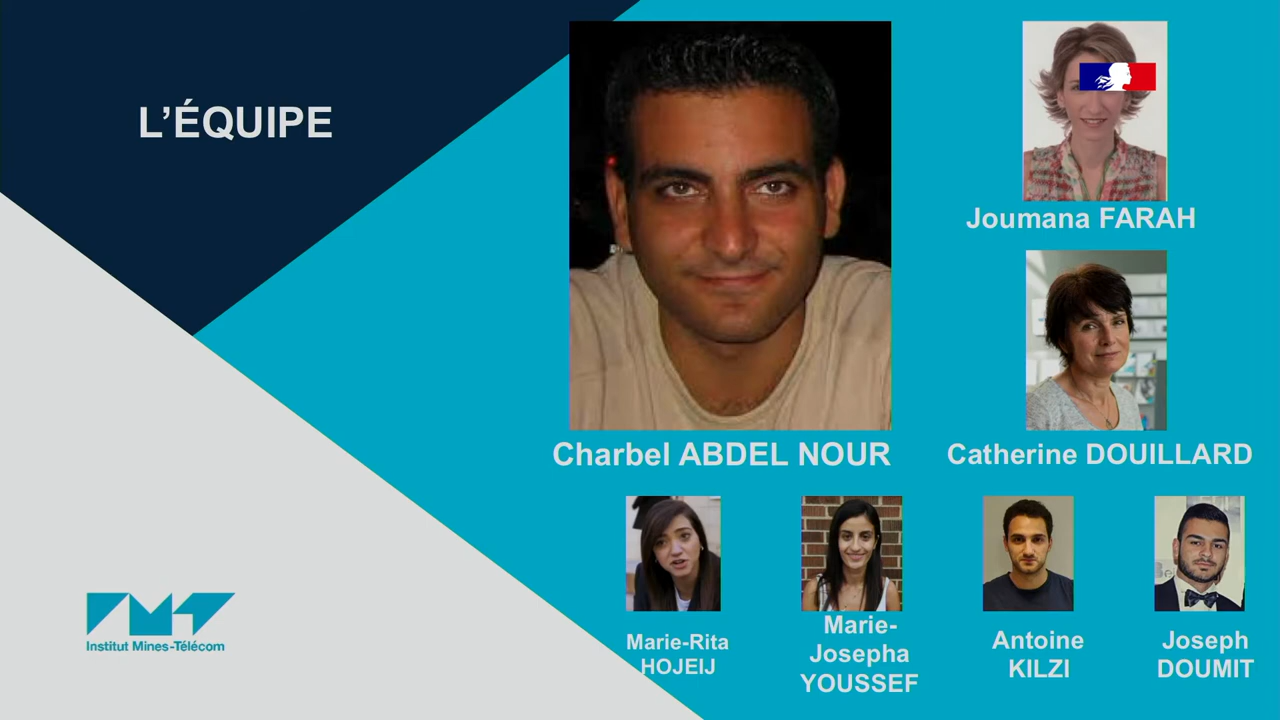 L'ÉQUIPE
Joumana FARAH
Charbel ABDEL NOUR
Catherine DOUILLARD
Marie-Rita
HOJEIJ
Marie-
Josepha
YOUSSEF
Antoine
KILZI
Joseph
DOUMIT
IMT
Institut Mines-Télécom